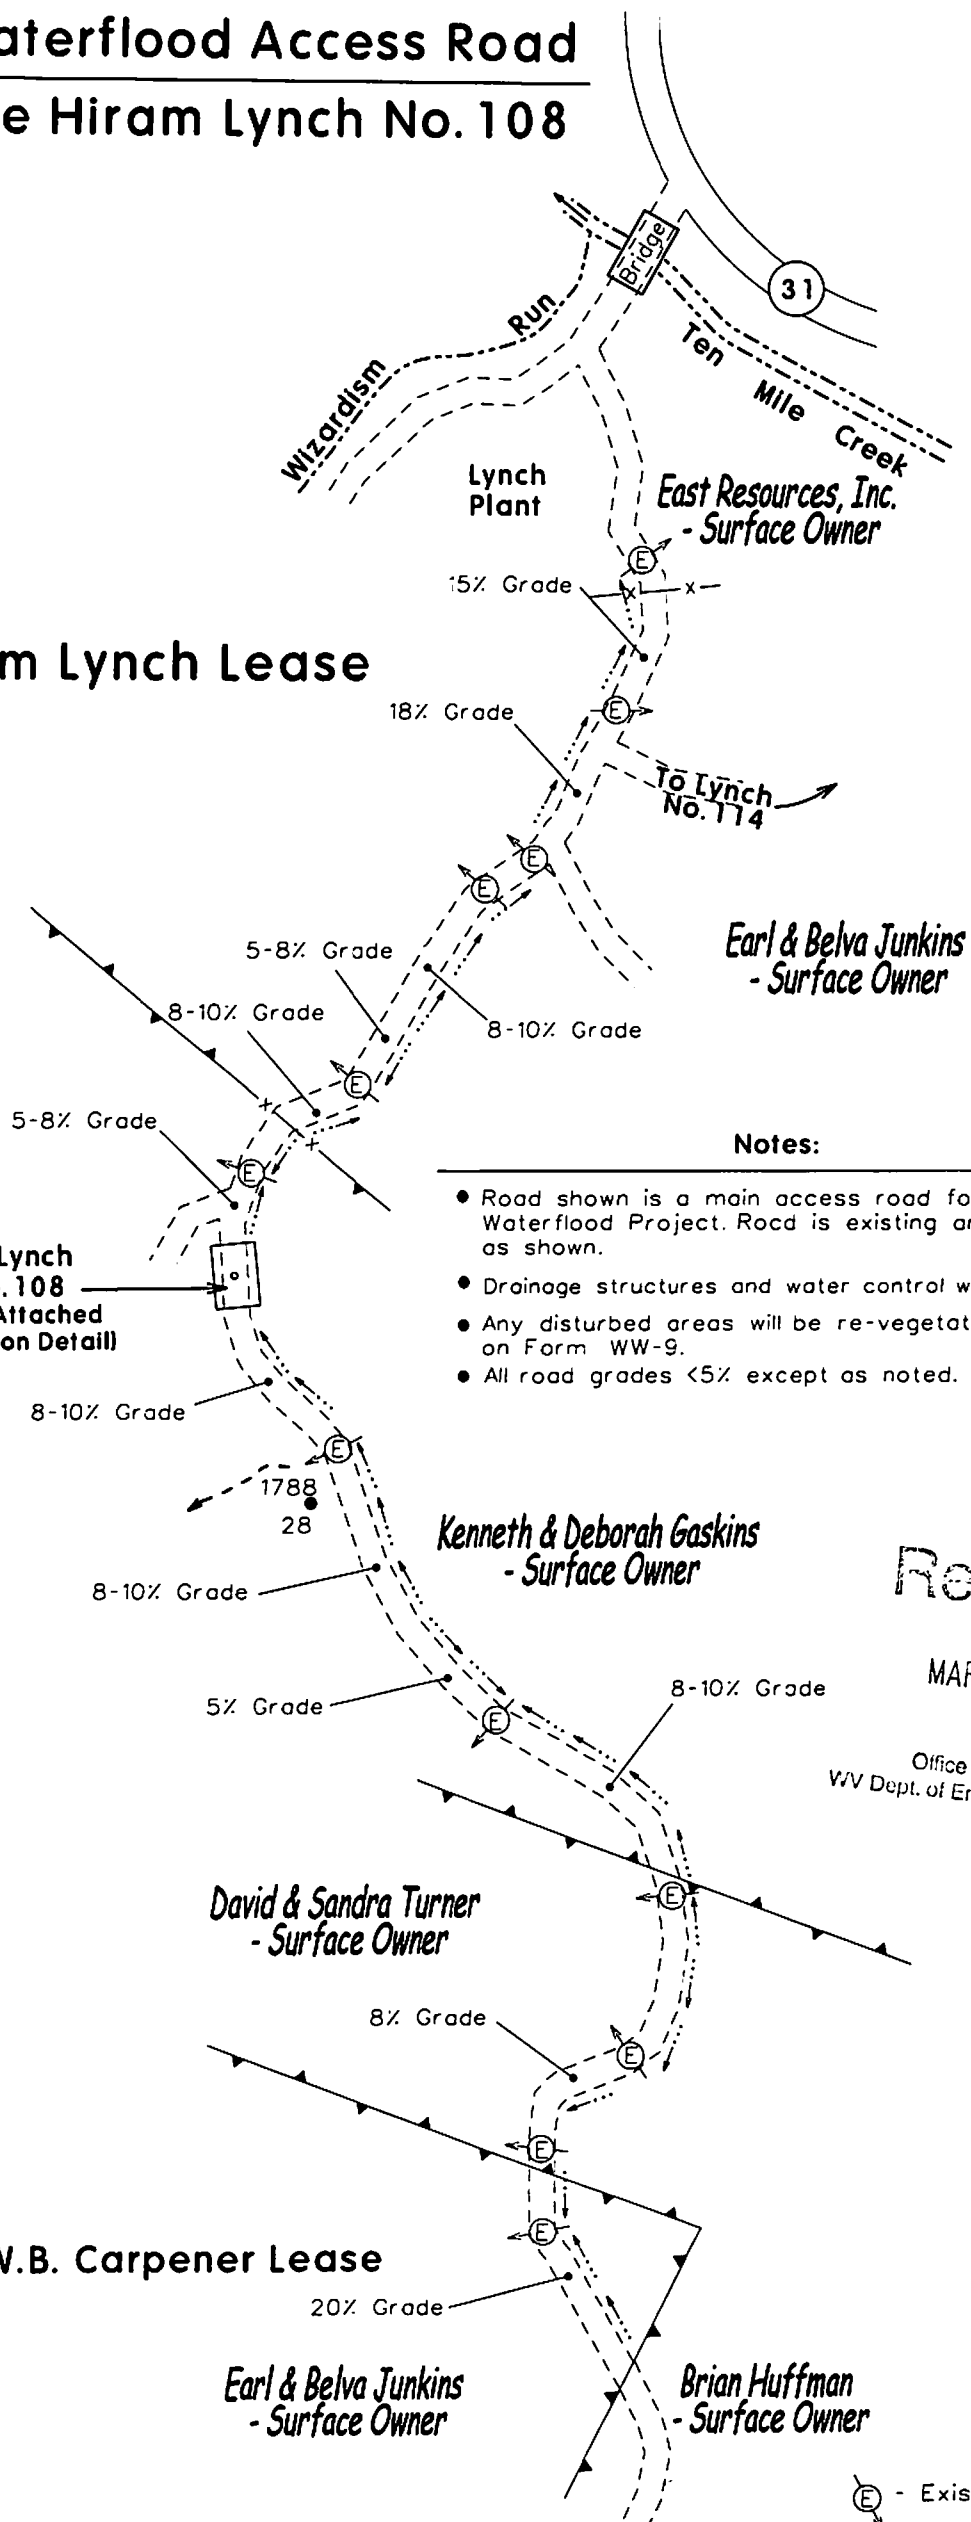 aterflood Access Road
e Hiram Lynch No. 108
Bridge
31
Run
Wizardism
Ten Mile Creek
Lynch
Plant
East Resources, Inc.
- Surface Owner
E
15% Grade
x x
m Lynch Lease
18% Grade
E
To Lynch
No. 114
E
E
Earl & Belva Junkins
- Surface Owner
5-8% Grade
8-10% Grade
8-10% Grade
E
5-8% Grade
E
Notes:
• Road shown is a main access road fo
Waterflood Project. Rocd is existing ar
as shown.
• Drainage structures and water control w
• Any disturbed areas will be re-vegetat
on Form WW-9.
• All road grades <5% except as noted.
Lynch
. 108
Attached
on Detail)
8-10% Grade
E
1788
28
Kenneth & Deborah Gaskins
- Surface Owner
Re
8-10% Grade
MAR
5% Grade
8-10% Grade
E
Office
WV Dept. of Er
David & Sandra Turner
- Surface Owner
E
8% Grade
E
E
E
W.B. Carpener Lease
20% Grade
Earl & Belva Junkins
- Surface Owner
Brian Huffman
- Surface Owner
E - Exis